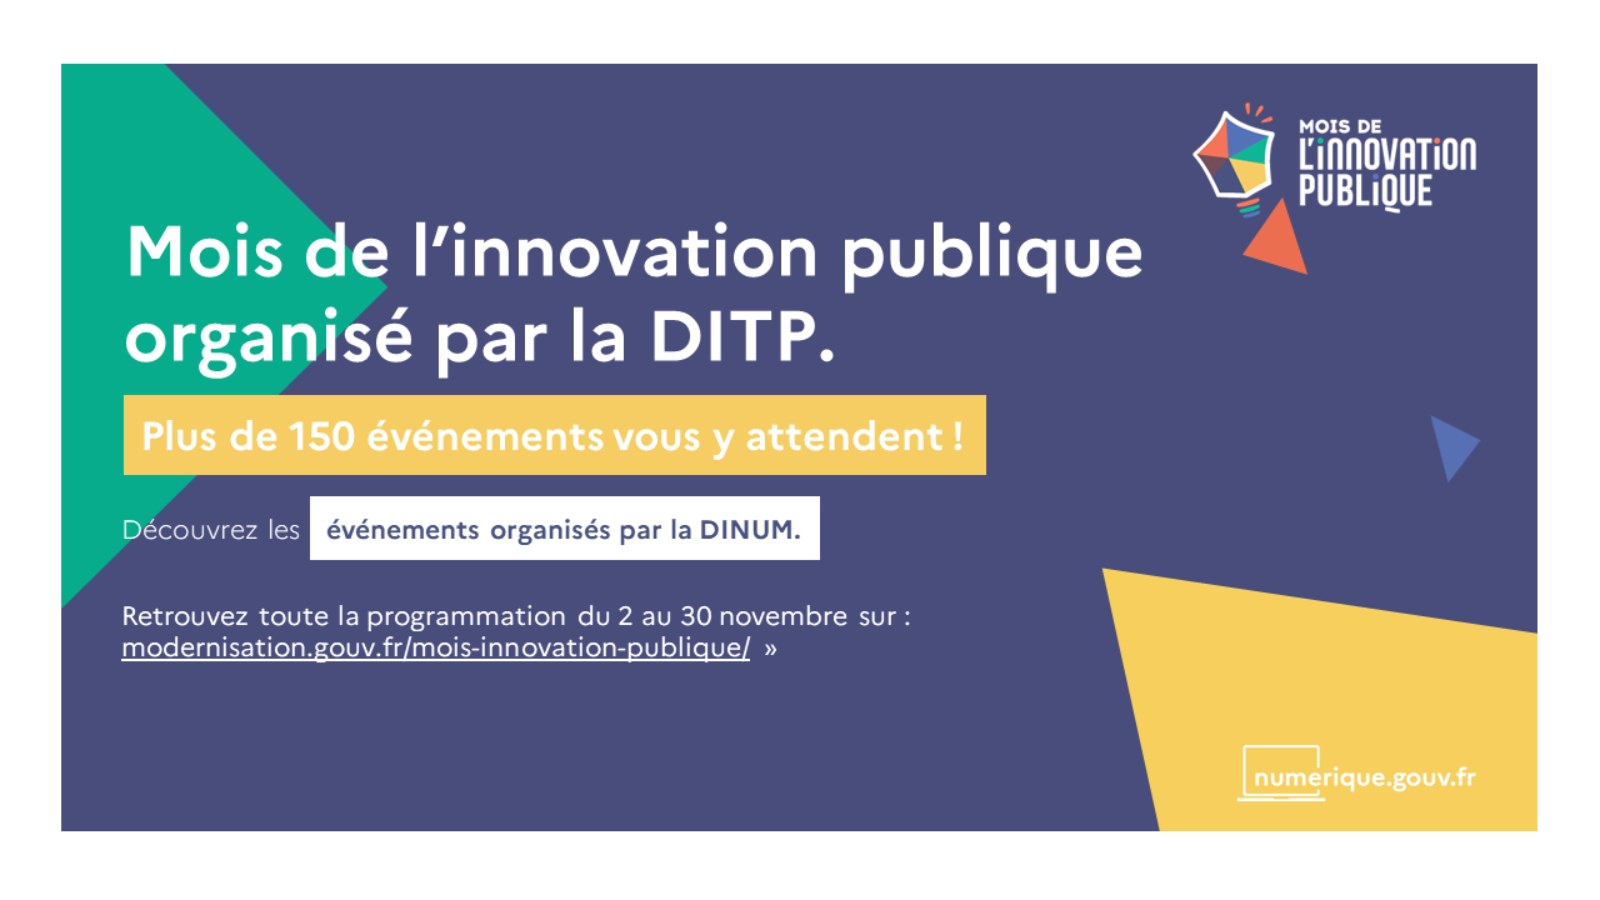 MOIS DE
L'iNNOVATiON
PUBLiQUE
Mois de l’innovation publique
organisé par la DITP.
Plus de 150 événements vous y attendent !
Découvrez les événements organisés par la DINUM.
Retrouvez toute la programmation du 2 au 30 novembre sur :
modernisation.gouv.fr/mois-innovation-publique/ »
numerique.gouv.fr